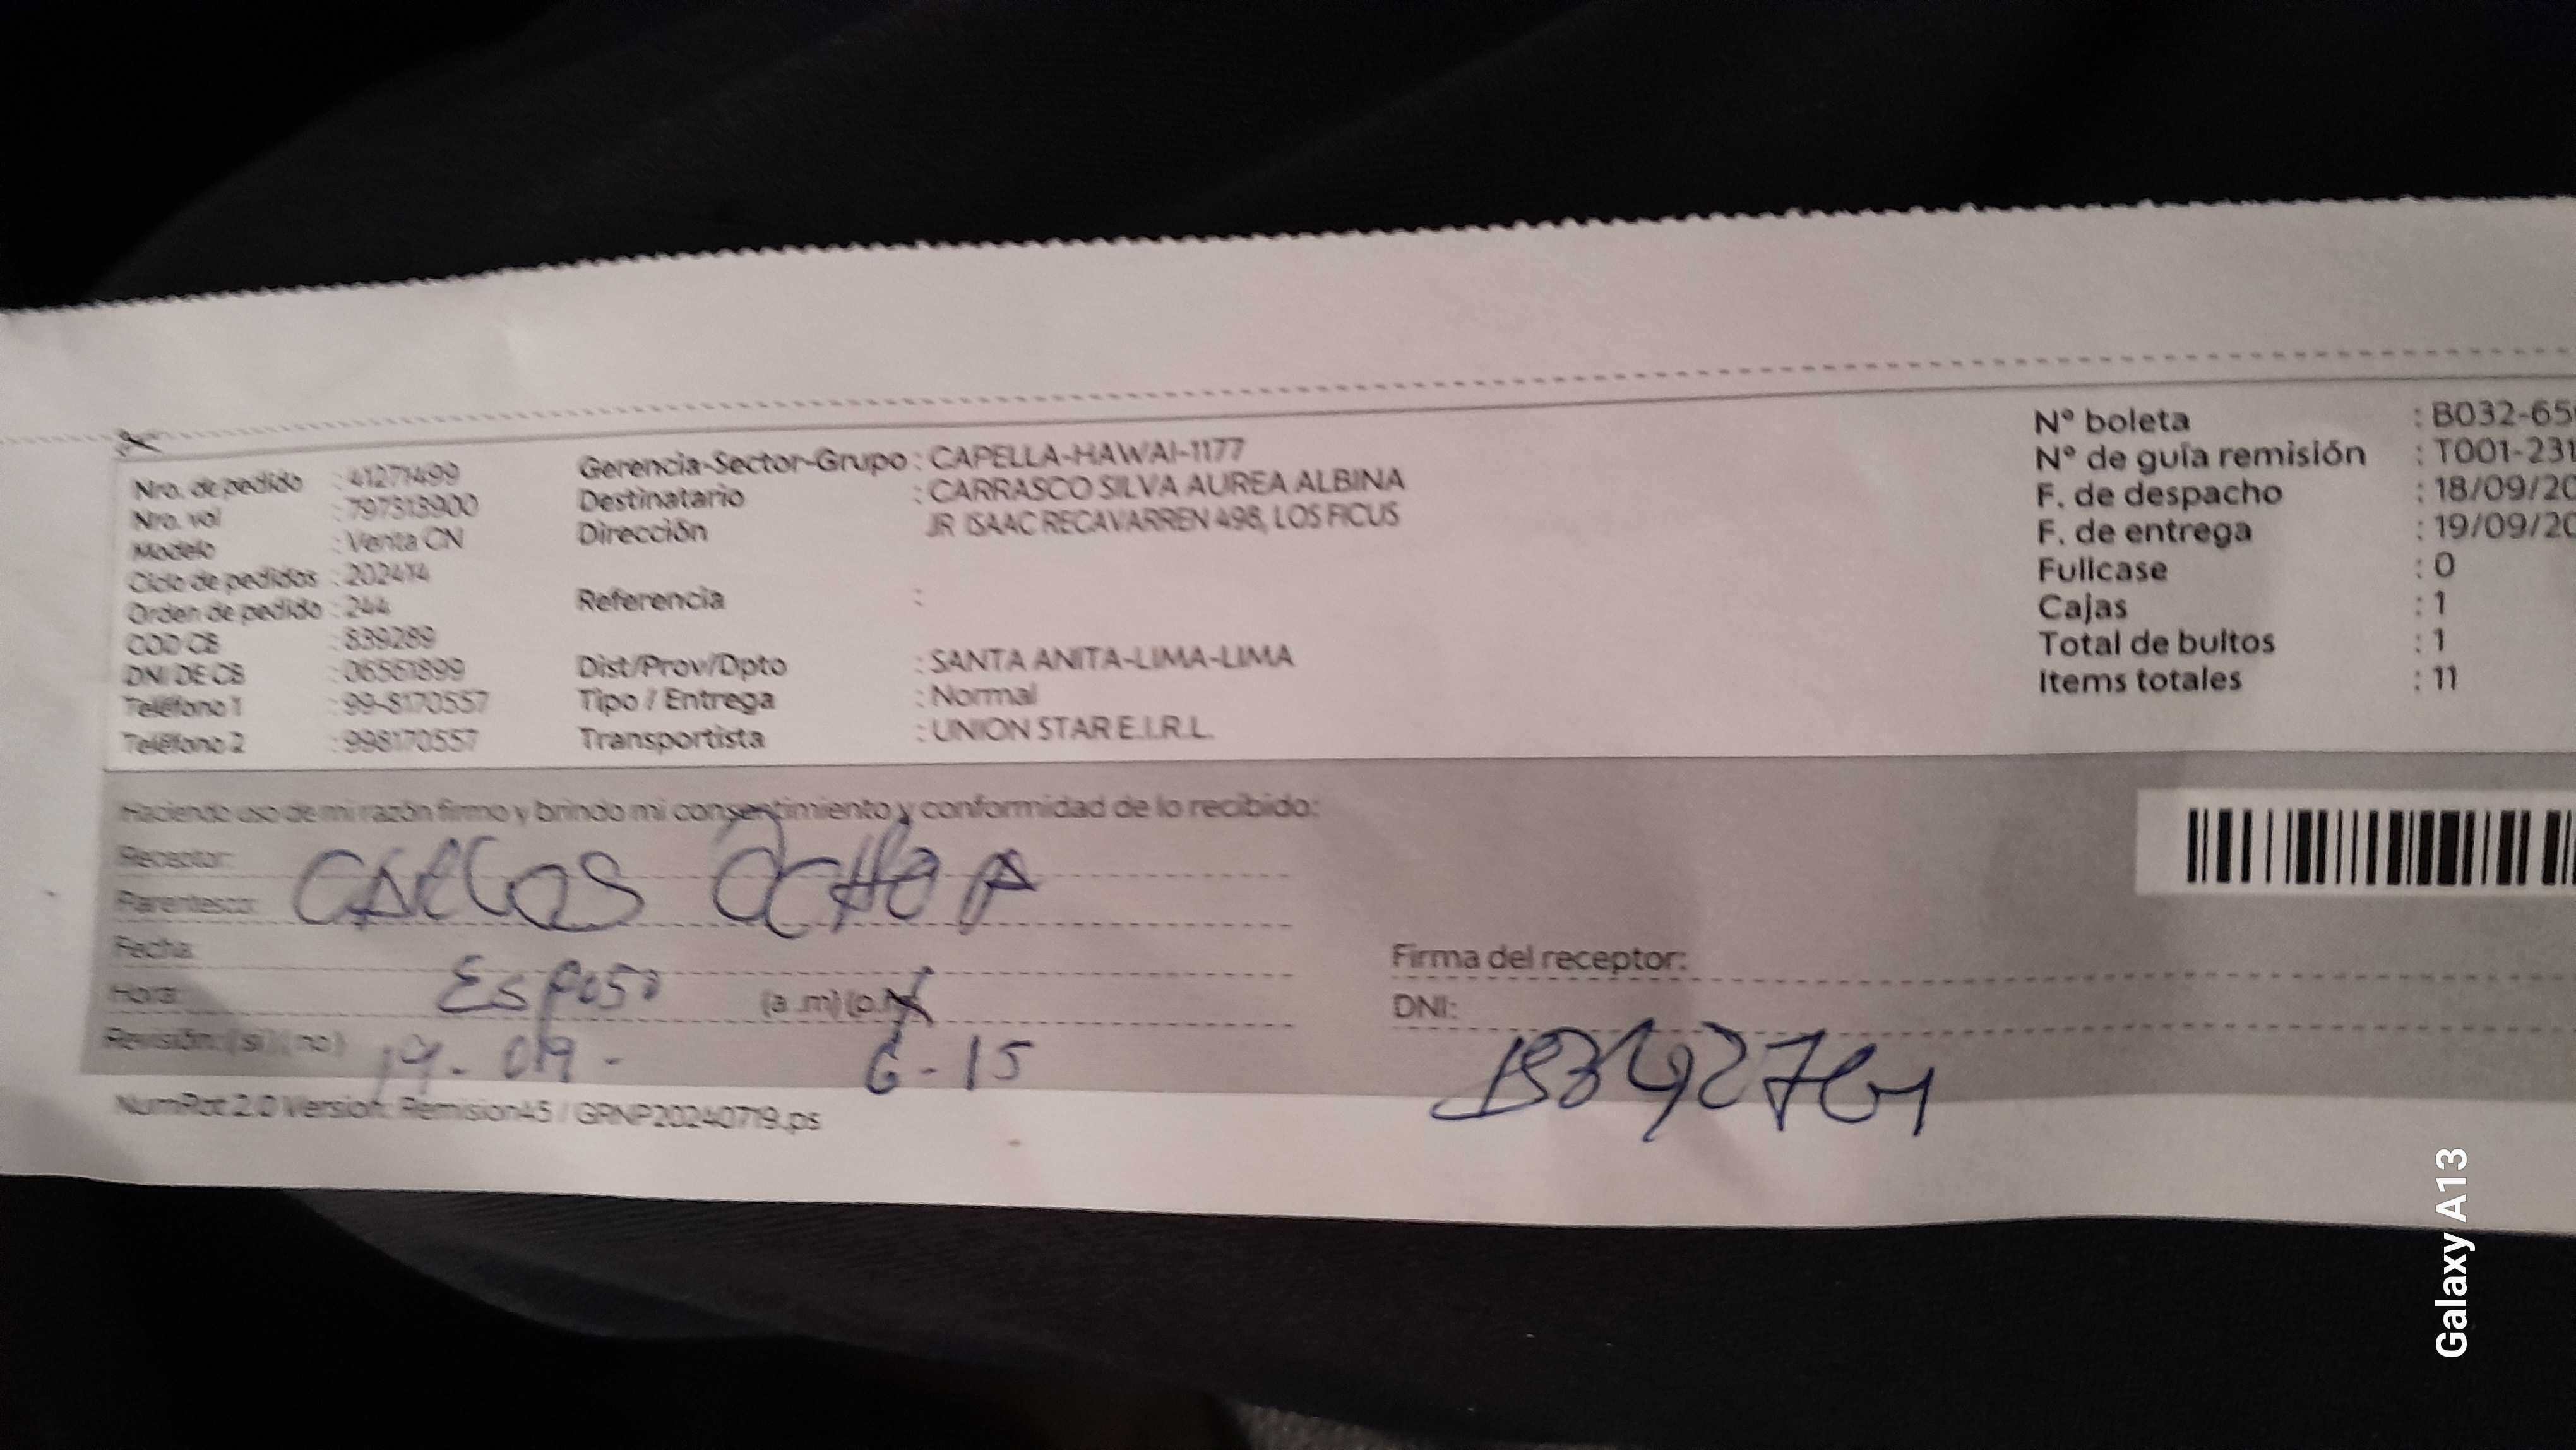 Nro. de pedido : 41271499
Nro. vol : 797313900
Modelo : Venta CN
Ciclo de pedidos : 202414
Orden de pedido : 244
COD CB : 839289
DNI DE CB : 06561899
Teléfono 1 : 99-8170557
Teléfono 2 : 998170557
Gerencia-Sector-Grupo : CAPELLA-HAWAI-1177
Destinatario : CARRASCO SILVA AUREA ALBINA
Dirección JR ISAAC RECAVARREN 498, LOS FICUS
Referencia :
Dist/Prov/Dpto : SANTA ANITA-LIMA-LIMA
Tipo / Entrega : Normal
Transportista : UNION STAR E.I.R.L.
N° boleta : B032-65
N° de guía remisión : T001-231
F. de despacho : 18/09/20
F. de entrega : 19/09/20
Fullcase : 0
Cajas : 1
Total de bultos : 1
Items totales : 11
Haciendo uso de mi razón firmo y brindo mi consentimiento y conformidad de lo recibido:
Receptor: CARLOS OCHOA
Parentesco:
Fecha:
Esposo
Hora: (a.m) (p.m)
Revisión: (si) (no)
19-09- 6-15
Firma del receptor:
DNI:
NumRot 2.0 Version: Remision45 / GRNP20240719.ps
Galaxy A13